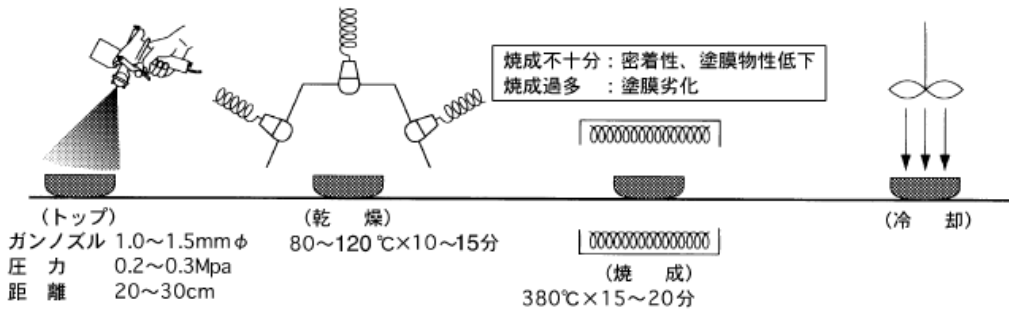 焼成不十分：密着性、塗膜物性低下
焼成過多　：塗膜劣化
(トップ)
ガンノズル 1.0～1.5mmφ
圧　力　0.2～0.3Mpa
距　離　20～30cm
(乾　燥)
80～120℃×10～15分
(焼　成)
380℃×15～20分
(冷　却)